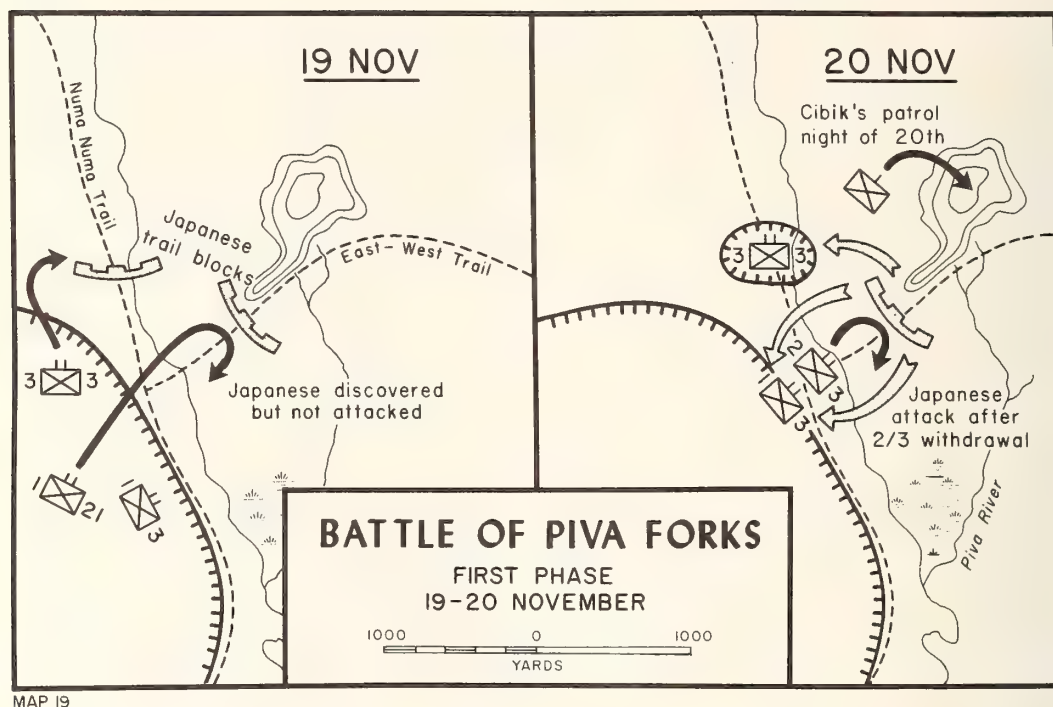 19 NOV
Numa Numa Trail
Japanese
trail blocks
East-West Trail
3 3
Japanese discovered
but not attacked
1 21
1 3
20 NOV
Cibik's patrol
night of 20th
3 3
2 3
1 3
Japanese
attack after
2/3 withdrawal
Piva River
BATTLE OF PIVA FORKS
FIRST PHASE
19-20 NOVEMBER
1000 0 1000
YARDS
MAP 19